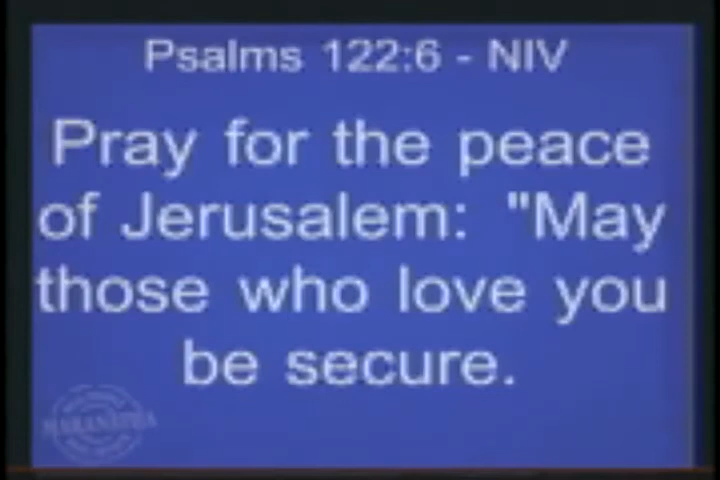 Psalms 122:6 - NIV
Pray for the peace
of Jerusalem: "May
those who love you
be secure.